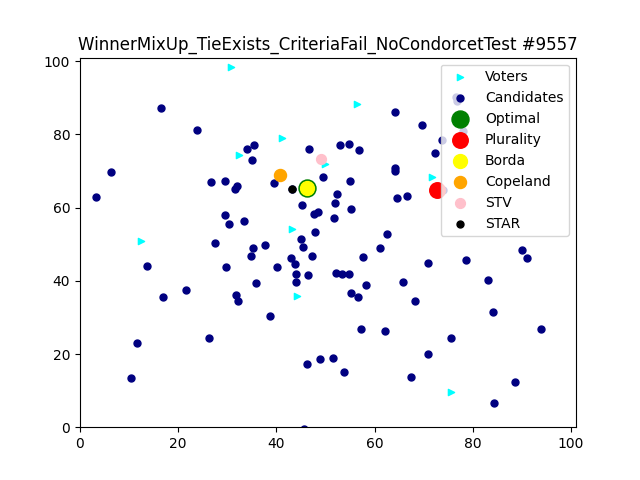 WinnerMixUp_TieExists_CriteriaFail_NoCondorcetTest #9557
100
80
60
40
20
0
0 20 40 60 80 100
Voters
Candidates
Optimal
Plurality
Borda
Copeland
STV
STAR